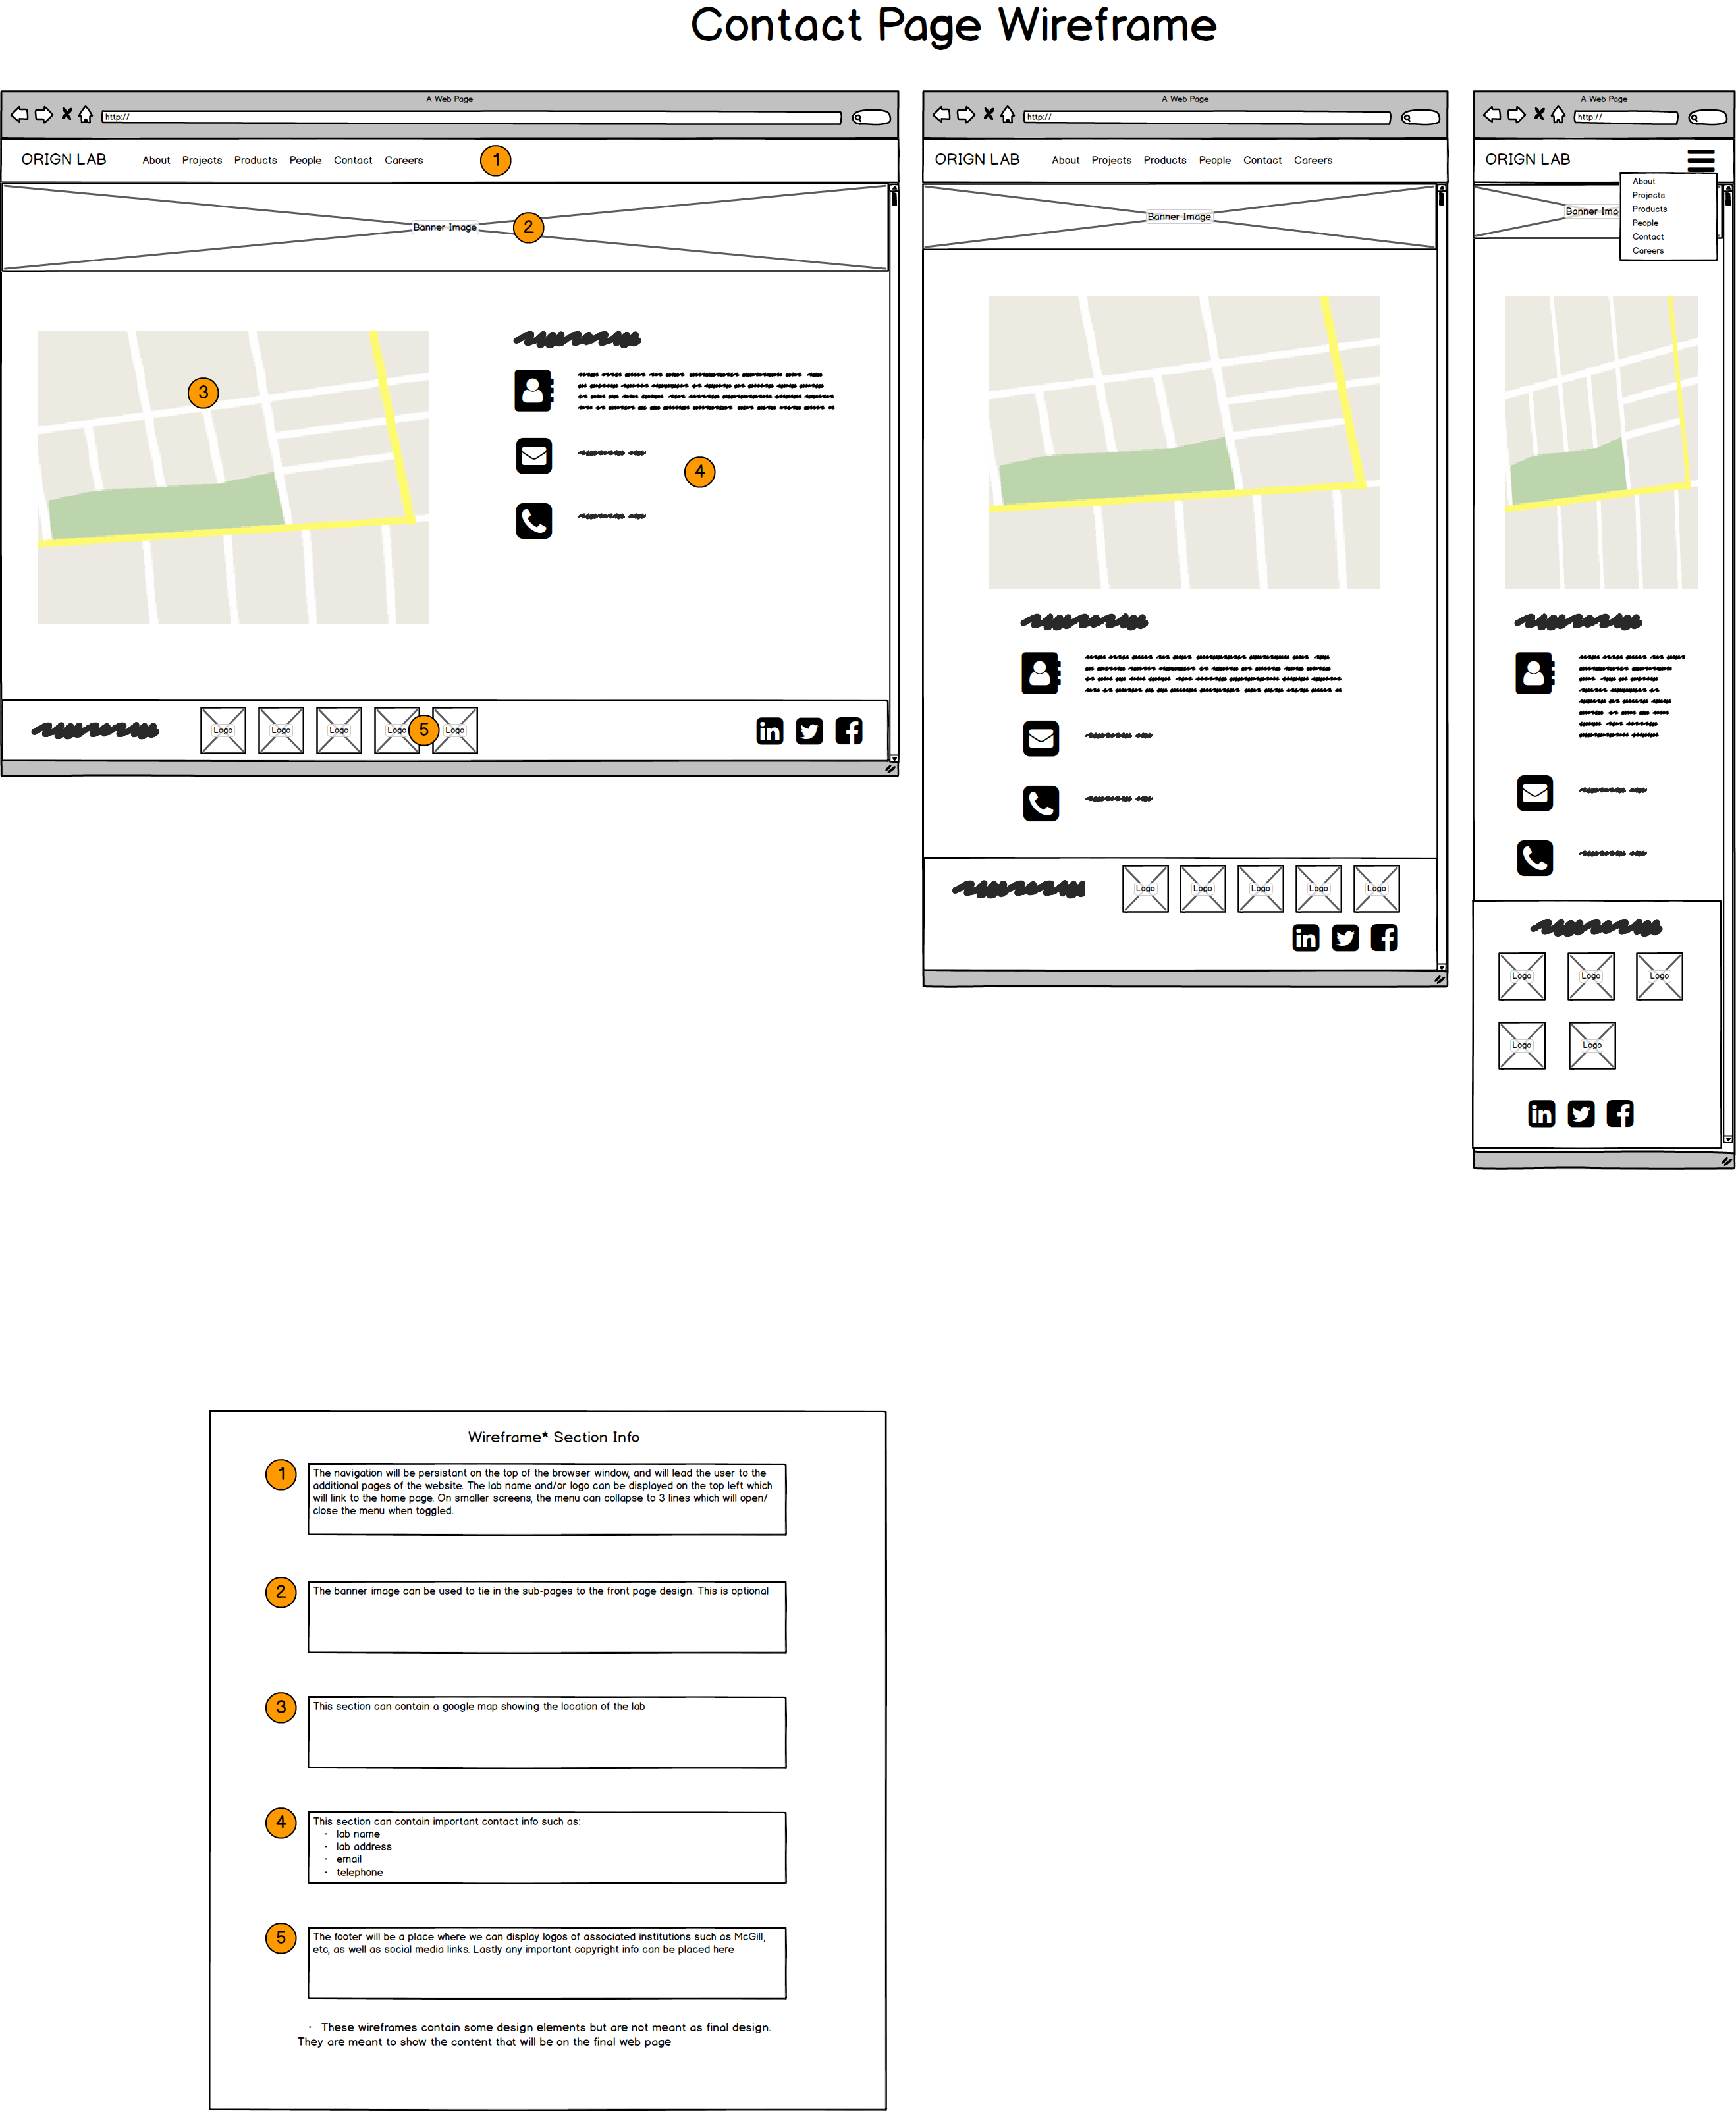 Contact Page Wireframe
A Web Page
http://
ORIGN LAB About Projects Products People Contact Careers 1
Banner Image 2
3
4
Logo Logo Logo Logo 5 Logo
in
A Web Page
http://
ORIGN LAB About Projects Products People Contact Careers
Banner Image
Logo Logo Logo Logo Logo
in
A Web Page
http://
ORIGN LAB
About
Projects
Banner Imag Products
People
Contact
Careers
Logo Logo Logo
Logo Logo
in
Wireframe* Section Info
1 The navigation will be persistant on the top of the browser window, and will lead the user to the
additional pages of the website. The lab name and/or logo can be displayed on the top left which
will link to the home page. On smaller screens, the menu can collapse to 3 lines which will open/
close the menu when toggled.
2 The banner image can be used to tie in the sub-pages to the front page design. This is optional
3 This section can contain a google map showing the location of the lab
4 This section can contain important contact info such as:
· lab name
· lab address
· email
· telephone
5 The footer will be a place where we can display logos of associated institutions such as McGill,
etc, as well as social media links. Lastly any important copyright info can be placed here
· These wireframes contain some design elements but are not meant as final design.
They are meant to show the content that will be on the final web page